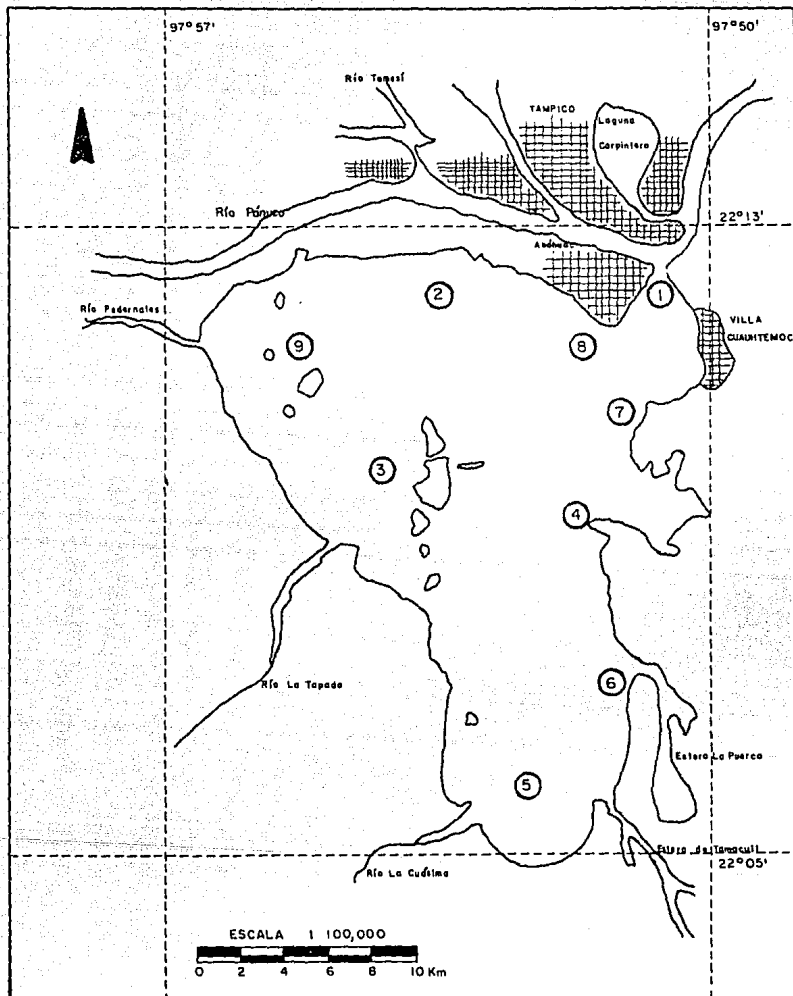 97°57'
97°50'
Río Tamesí
TAMPICO
Laguna
Carpintero
Río Pánuco
22°13'
1
2
Río Pedernales
VILLA
CUAUHTEMOC
8
9
7
3
4
Río La Tapada
6
Estero La Puerca
5
Estero de Tamacuil
22°05'
Río La Cuásima
ESCALA 1 100,000
0 2 4 6 8 10 Km